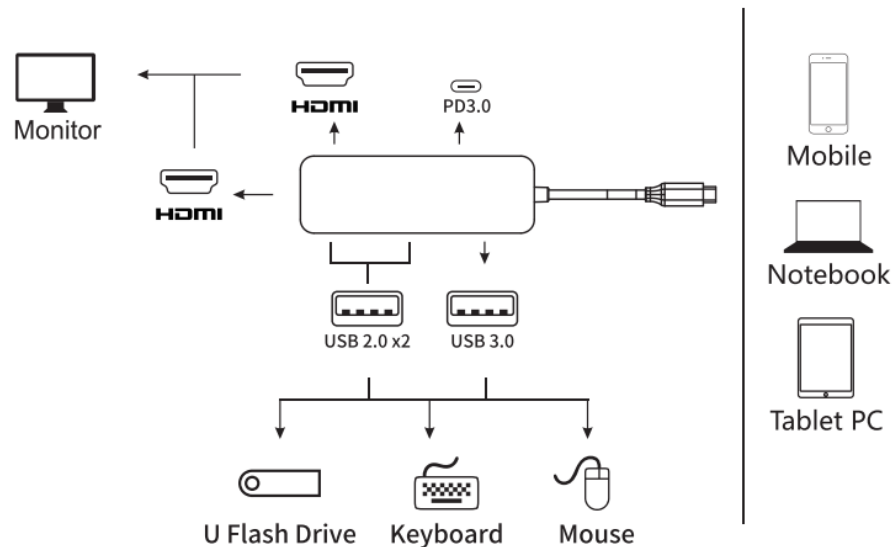 HDMI
PD3.0
Monitor
HDMI
Mobile
Notebook
USB 2.0 x2
USB 3.0
Tablet PC
U Flash Drive
Keyboard
Mouse